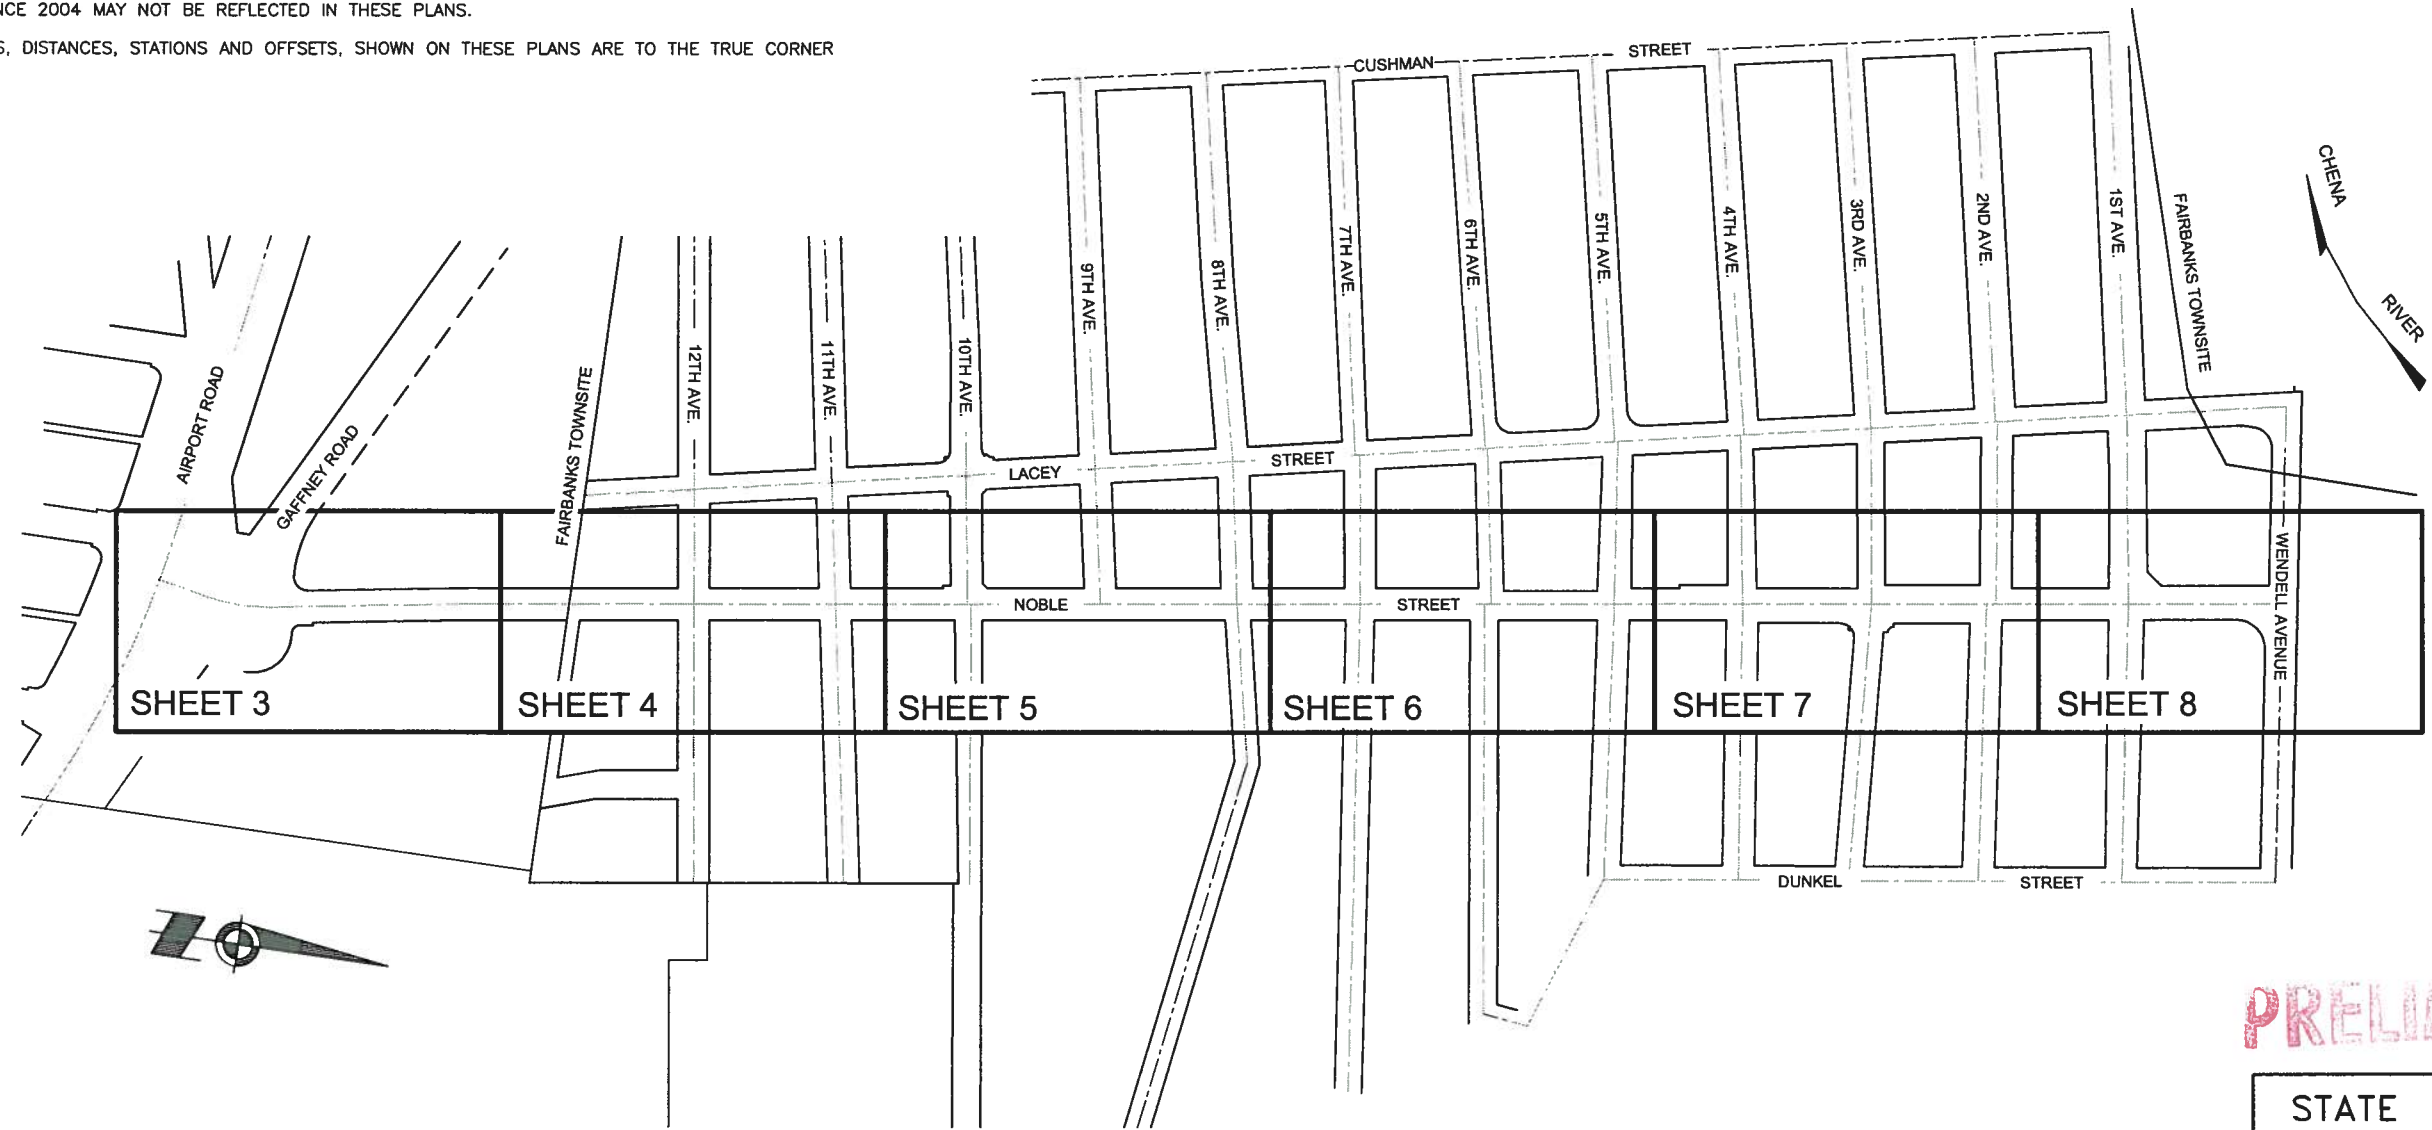 NCE 2004 MAY NOT BE REFLECTED IN THESE PLANS.
S, DISTANCES, STATIONS AND OFFSETS, SHOWN ON THESE PLANS ARE TO THE TRUE CORNER
CUSHMAN STREET
CHENA RIVER
FAIRBANKS TOWNSITE
1ST AVE.
2ND AVE.
3RD AVE.
4TH AVE.
5TH AVE.
6TH AVE.
7TH AVE.
8TH AVE.
9TH AVE.
10TH AVE.
11TH AVE.
12TH AVE.
FAIRBANKS TOWNSITE
AIRPORT ROAD
GAFFNEY ROAD
LACEY STREET
NOBLE STREET
WENDELL AVENUE
SHEET 3
SHEET 4
SHEET 5
SHEET 6
SHEET 7
SHEET 8
DUNKEL STREET
N
PRELI
STATE